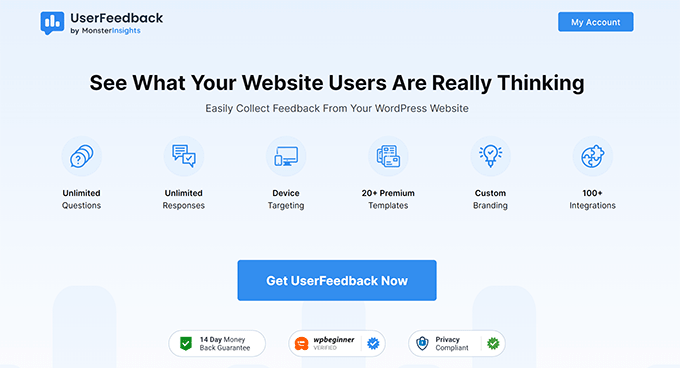 UserFeedback
by MonsterInsights
My Account
See What Your Website Users Are Really Thinking
Easily Collect Feedback From Your WordPress Website
?
Unlimited
Questions
Unlimited
Responses
Device
Targeting
20+ Premium
Templates
Custom
Branding
100+
Integrations
Get UserFeedback Now
14 Day Money
Back Guarantee
wpbeginner
VERIFIED
Privacy
Compliant